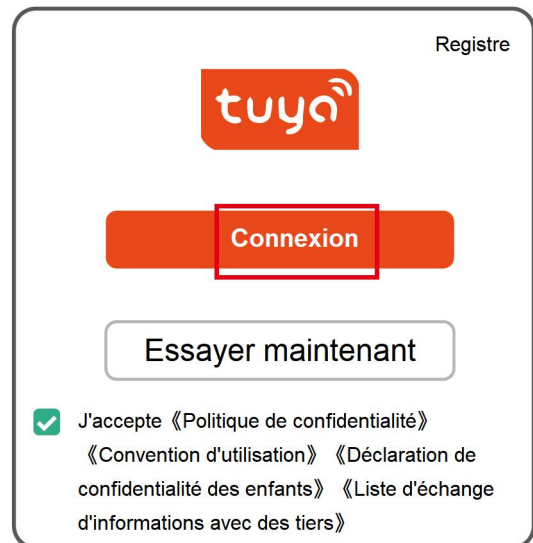 Registre
tuya
Connexion
Essayer maintenant
J'accepte 《Politique de confidentialité》
《Convention d'utilisation》 《Déclaration de
confidentialité des enfants》 《Liste d'échange
d'informations avec des tiers》